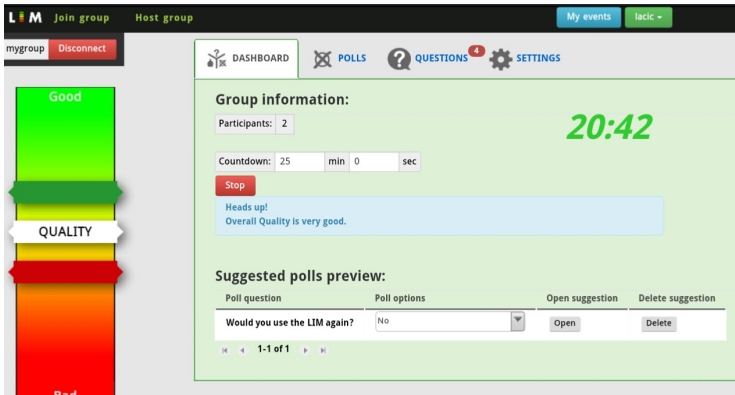 LIM Join group Host group My events lacic
mygroup Disconnect
DASHBOARD POLLS QUESTIONS 4 SETTINGS
Good
QUALITY
Bad
Group information:
Participants: 2
20:42
Countdown: 25 min 0 sec
Stop
Heads up!
Overall Quality is very good.
Suggested polls preview:
Poll question Poll options Open suggestion Delete suggestion
Would you use the LIM again? No Open Delete
1-1 of 1